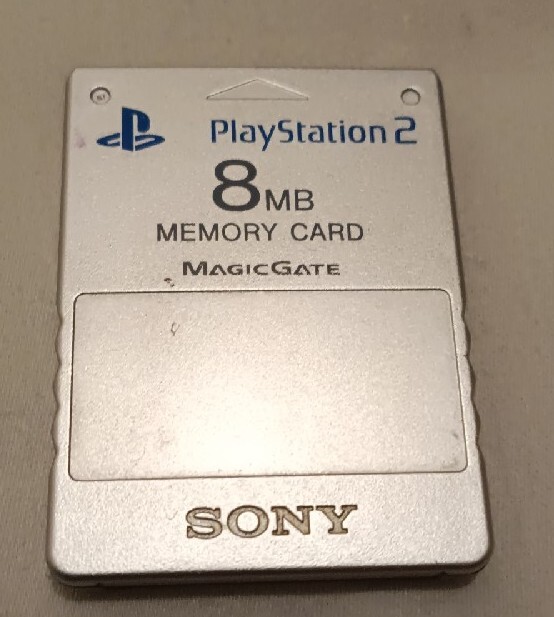 PlayStation 2
8MB
MEMORY CARD
MAGICGATE
SONY